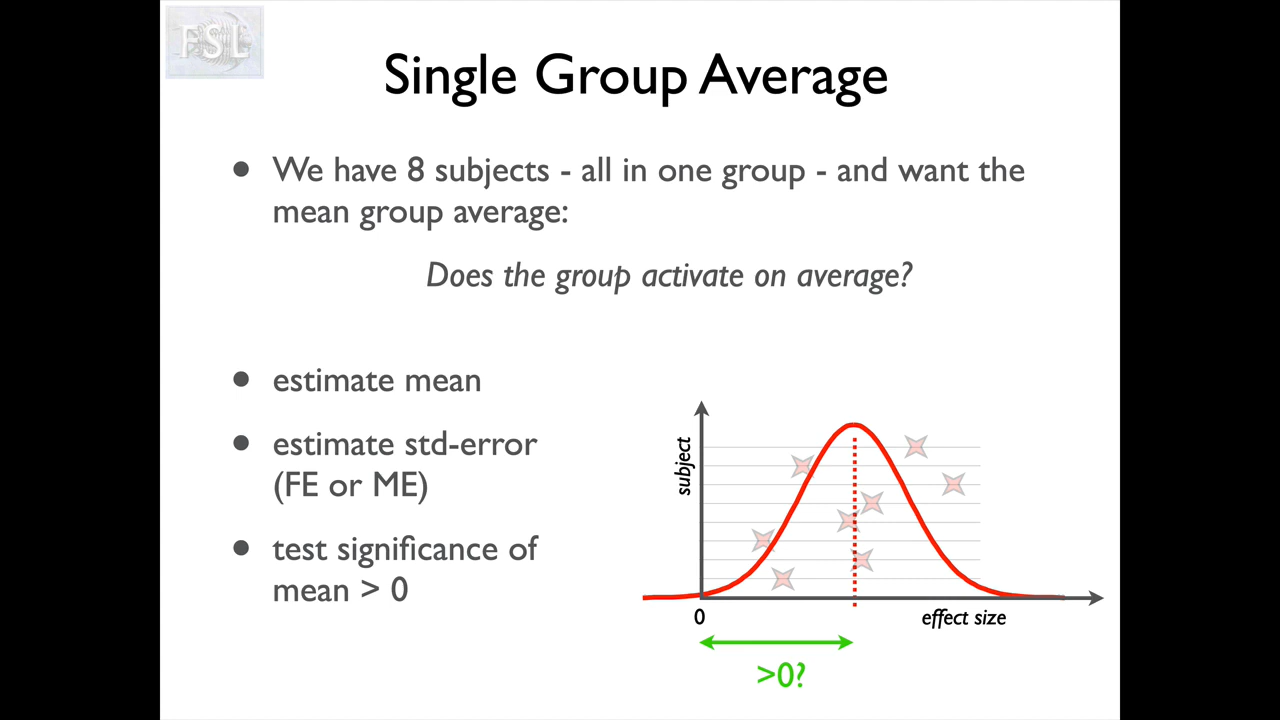 FSL
Single Group Average
• We have 8 subjects - all in one group - and want the
mean group average:
Does the group activate on average?
• estimate mean
• estimate std-error
(FE or ME)
• test significance of
mean > 0
subject
0
effect size
>0?